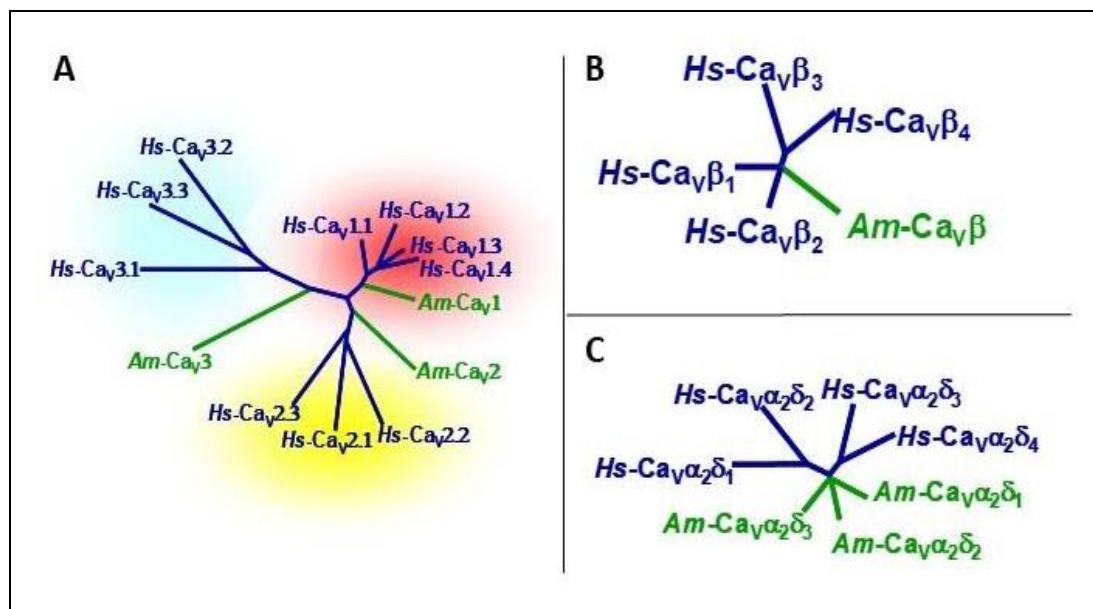 A
Hs-CaV3.2
Hs-CaV3.3
Hs-CaV3.1
Am-CaV3
Hs-CaV1.1
Hs-CaV1.2
Hs-CaV1.3
Hs-CaV1.4
Am-CaV1
Am-CaV2
Hs-CaV2.3
Hs-CaV2.1
Hs-CaV2.2
B
Hs-CaVβ3
Hs-CaVβ4
Hs-CaVβ1
Hs-CaVβ2
Am-CaVβ
C
Hs-CaVα2δ2
Hs-CaVα2δ3
Hs-CaVα2δ4
Hs-CaVα2δ1
Am-CaVα2δ1
Am-CaVα2δ3
Am-CaVα2δ2